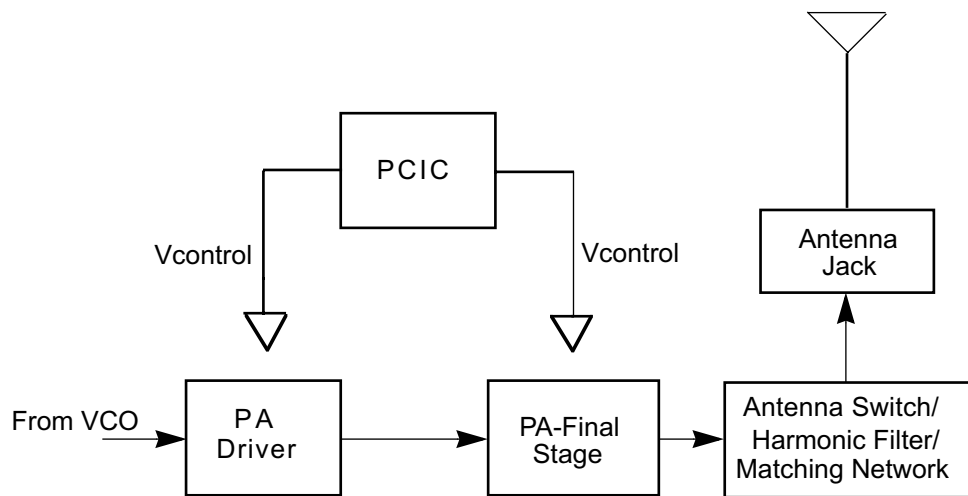 PCIC
Vcontrol
Vcontrol
Antenna
Jack
From VCO
PA
Driver
PA-Final
Stage
Antenna Switch/
Harmonic Filter/
Matching Network